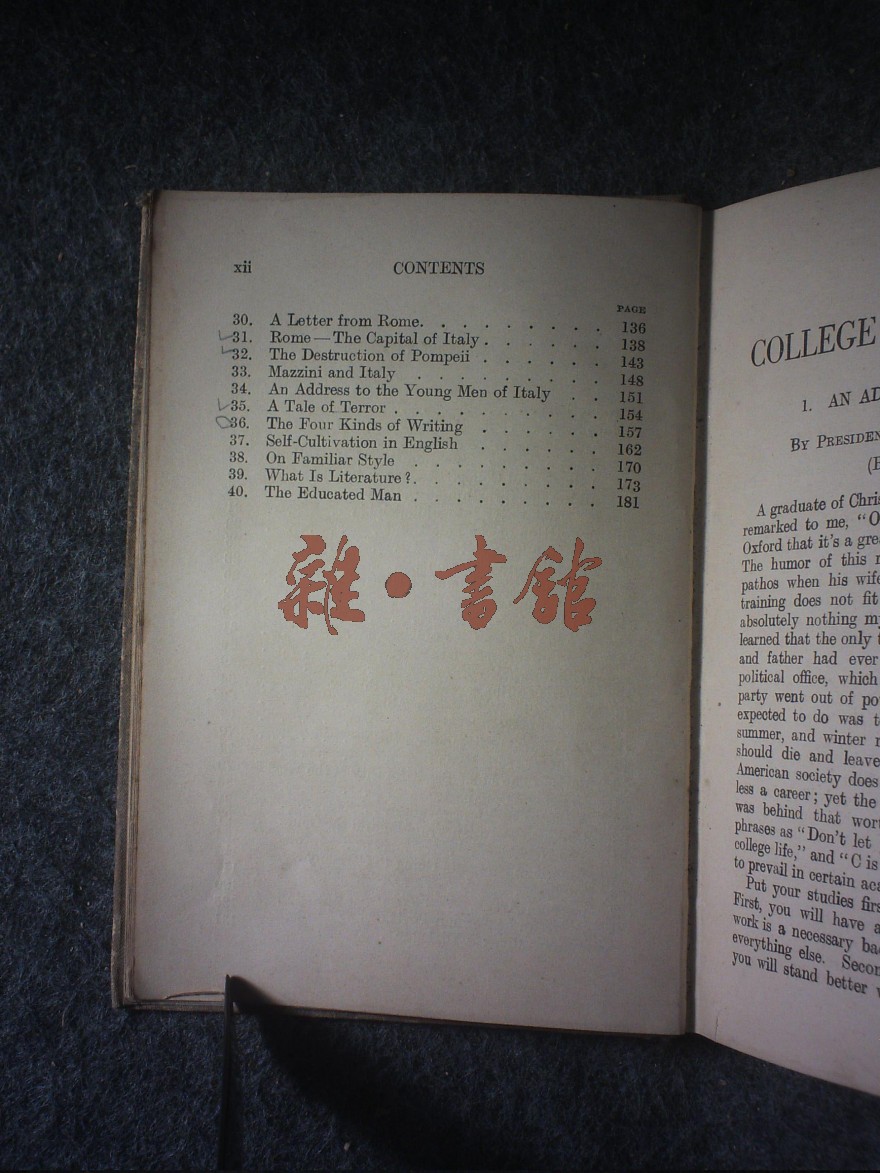 xii CONTENTS
PAGE
30. A Letter from Rome. . . . . . . . . . 136
31. Rome—The Capital of Italy . . . . . . . 138
32. The Destruction of Pompeii . . . . . . . 143
33. Mazzini and Italy . . . . . . . . . 148
34. An Address to the Young Men of Italy . . 151
35. A Tale of Terror . . . . . . . . . . 154
36. The Four Kinds of Writing . . . . . . 157
37. Self-Cultivation in English . . . . . . 162
38. On Familiar Style . . . . . . . . . 170
39. What Is Literature?. . . . . . . . . 173
40. The Educated Man . . . . . . . . . 181
雜·書館
COLLEGE
1. AN AD
BY PRESIDEN
(E
A graduate of Chris
remarked to me, "O
Oxford that it's a grea
The humor of this r
pathos when his wife
training does not fit
absolutely nothing my
learned that the only t
and father had ever
political office, which
party went out of po
expected to do was t
summer, and winter r
should die and leave
American society does
less a career; yet the
was behind that wor
phrases as "Don't let
college life," and "C is
to prevail in certain aca
Put your studies firs
First, you will have a
work is a necessary ba
everything else. Secon
you will stand better v